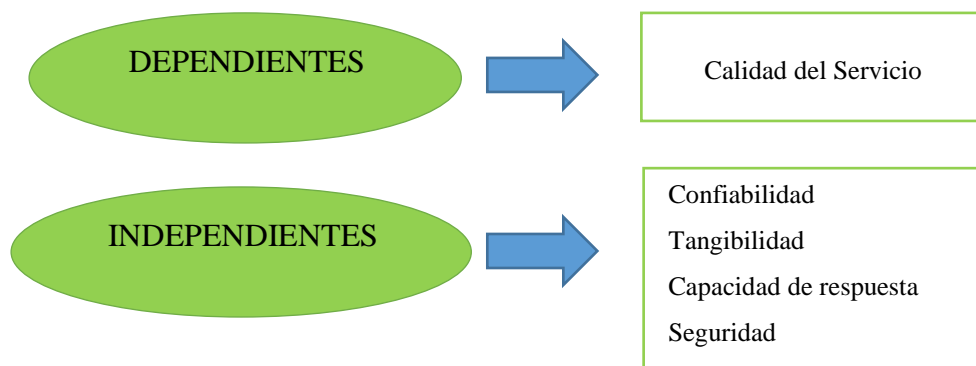 DEPENDIENTES
Calidad del Servicio
INDEPENDIENTES
Confiabilidad
Tangibilidad
Capacidad de respuesta
Seguridad